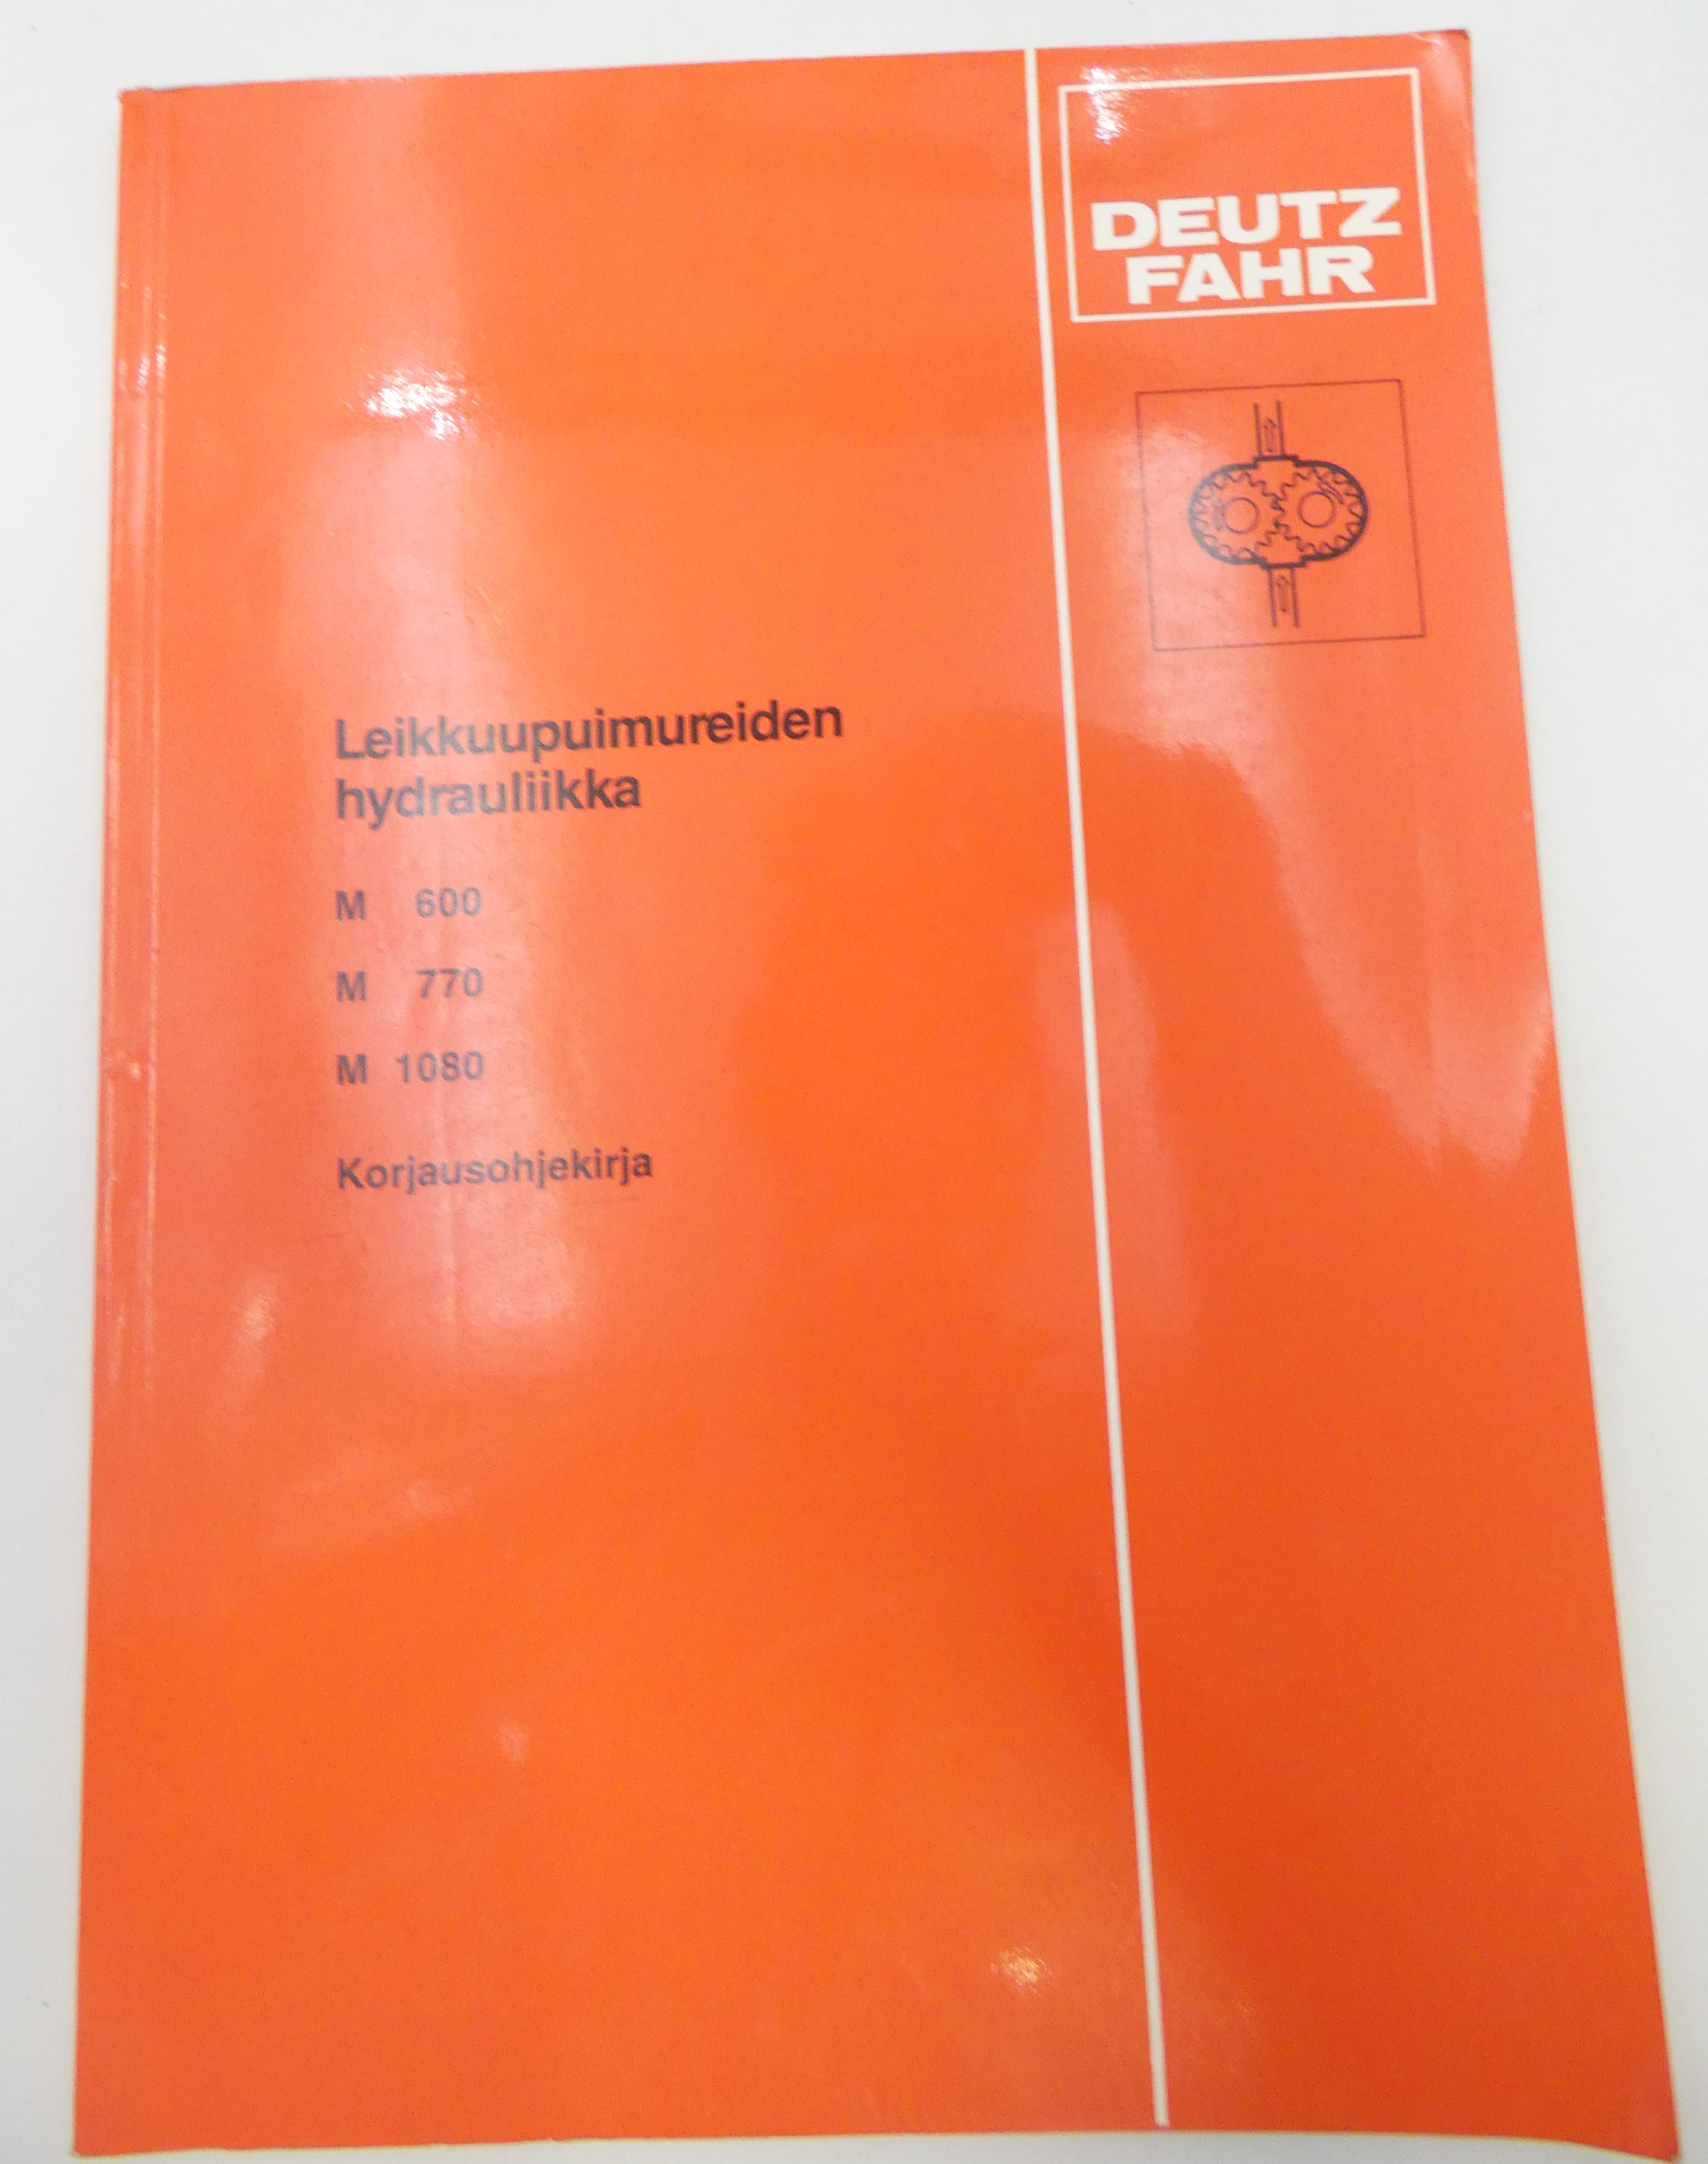 DEUTZ
FAHR
Leikkuupuimureiden
hydrauliikka
M 600
M 770
M 1080
Korjausohjekirja